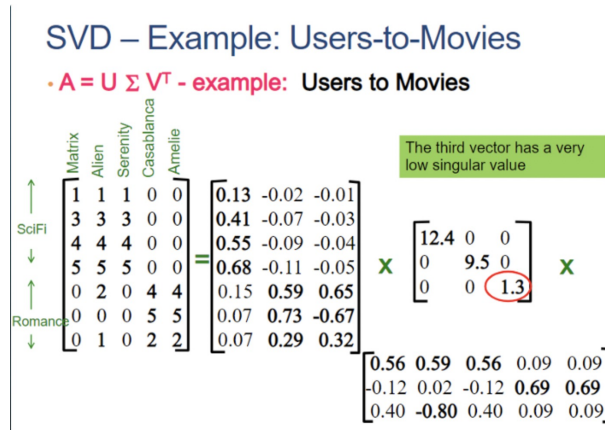 SVD – Example: Users-to-Movies
• A = U Σ Vᵀ - example: Users to Movies
Matrix
Alien
Serenity
Casablanca
Amelie
The third vector has a very
low singular value
SciFi
Romance
1 1 1 0 0
3 3 3 0 0
4 4 4 0 0
5 5 5 0 0
0 2 0 4 4
0 0 0 5 5
0 1 0 2 2
=
0.13 -0.02 -0.01
0.41 -0.07 -0.03
0.55 -0.09 -0.04
0.68 -0.11 -0.05
0.15 0.59 0.65
0.07 0.73 -0.67
0.07 0.29 0.32
x
12.4 0 0
0 9.5 0
0 0 1.3
x
0.56 0.59 0.56 0.09 0.09
-0.12 0.02 -0.12 0.69 0.69
0.40 -0.80 0.40 0.09 0.09